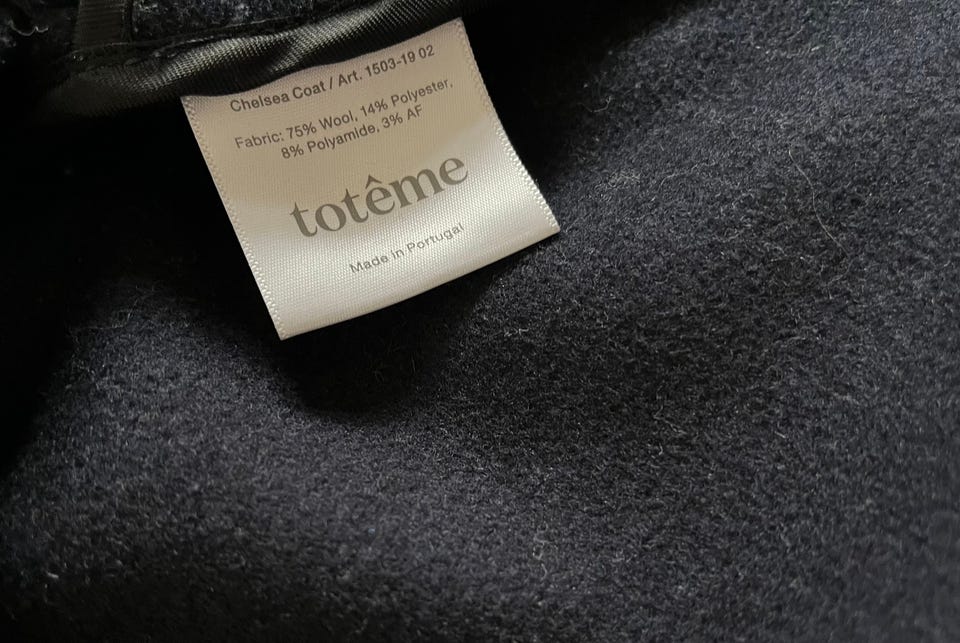 Chelsea Coat / Art. 1503-19 02
Fabric: 75% Wool, 14% Polyester,
8% Polyamide, 3% AF
totême
Made in Portugal